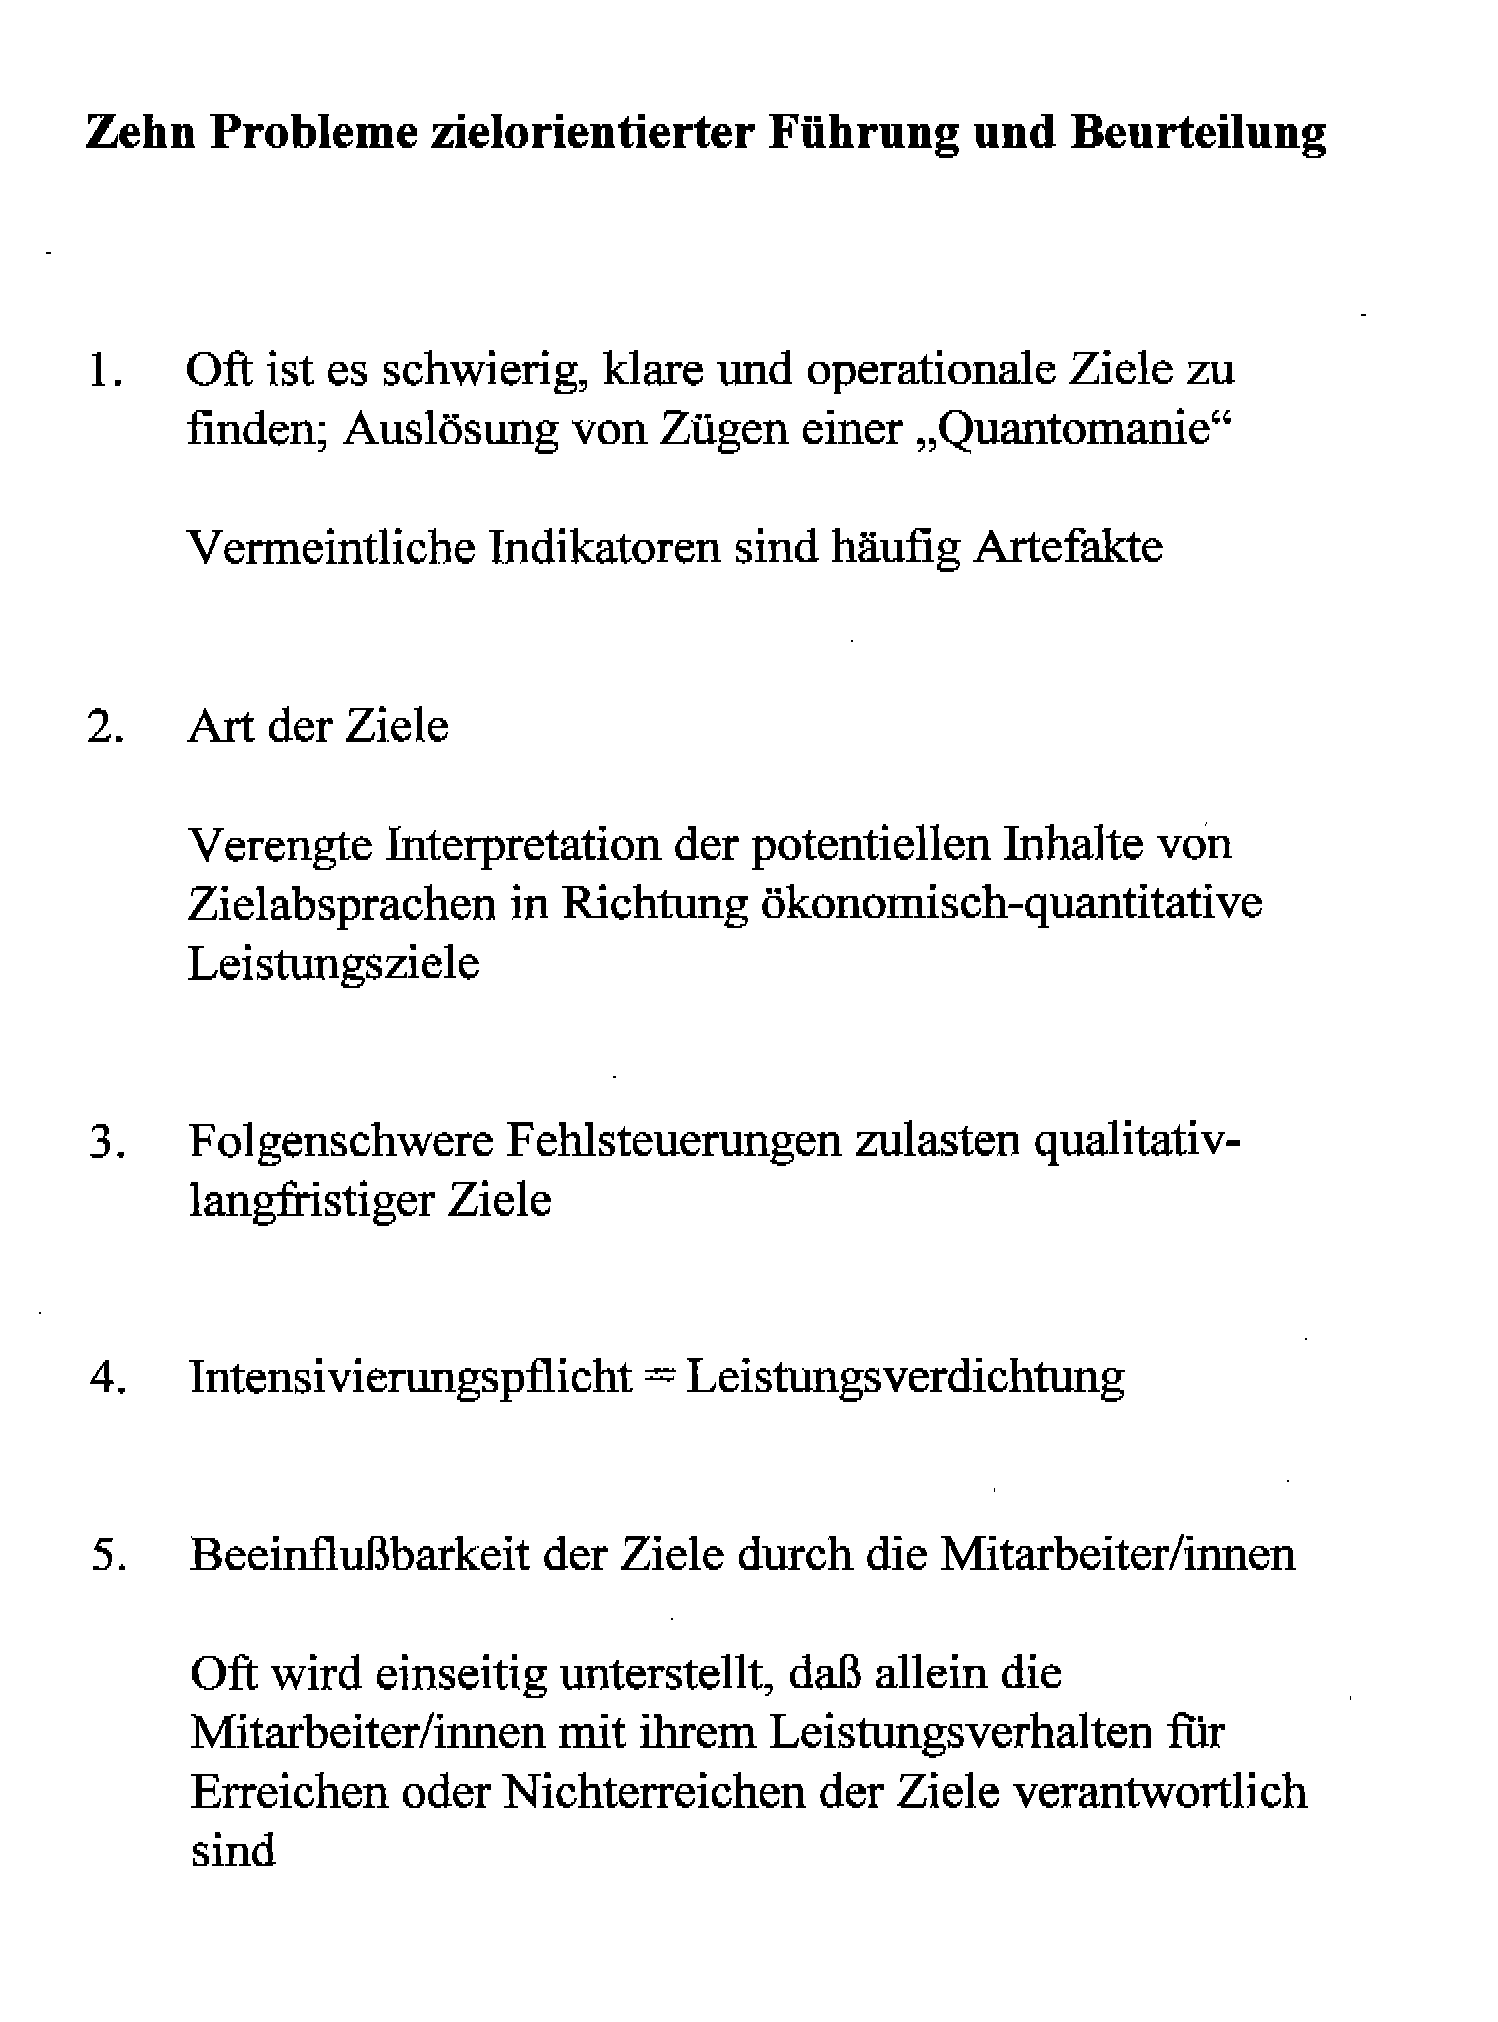 Zehn Probleme zielorientierter Führung und Beurteilung
1. Oft ist es schwierig, klare und operationale Ziele zu
finden; Auslösung von Zügen einer „Quantomanie“
Vermeintliche Indikatoren sind häufig Artefakte
2. Art der Ziele
Verengte Interpretation der potentiellen Inhalte von
Zielabsprachen in Richtung ökonomisch-quantitative
Leistungsziele
3. Folgenschwere Fehlsteuerungen zulasten qualitativ-
langfristiger Ziele
4. Intensivierungspflicht = Leistungsverdichtung
5. Beeinflußbarkeit der Ziele durch die Mitarbeiter/innen
Oft wird einseitig unterstellt, daß allein die
Mitarbeiter/innen mit ihrem Leistungsverhalten für
Erreichen oder Nichterreichen der Ziele verantwortlich
sind